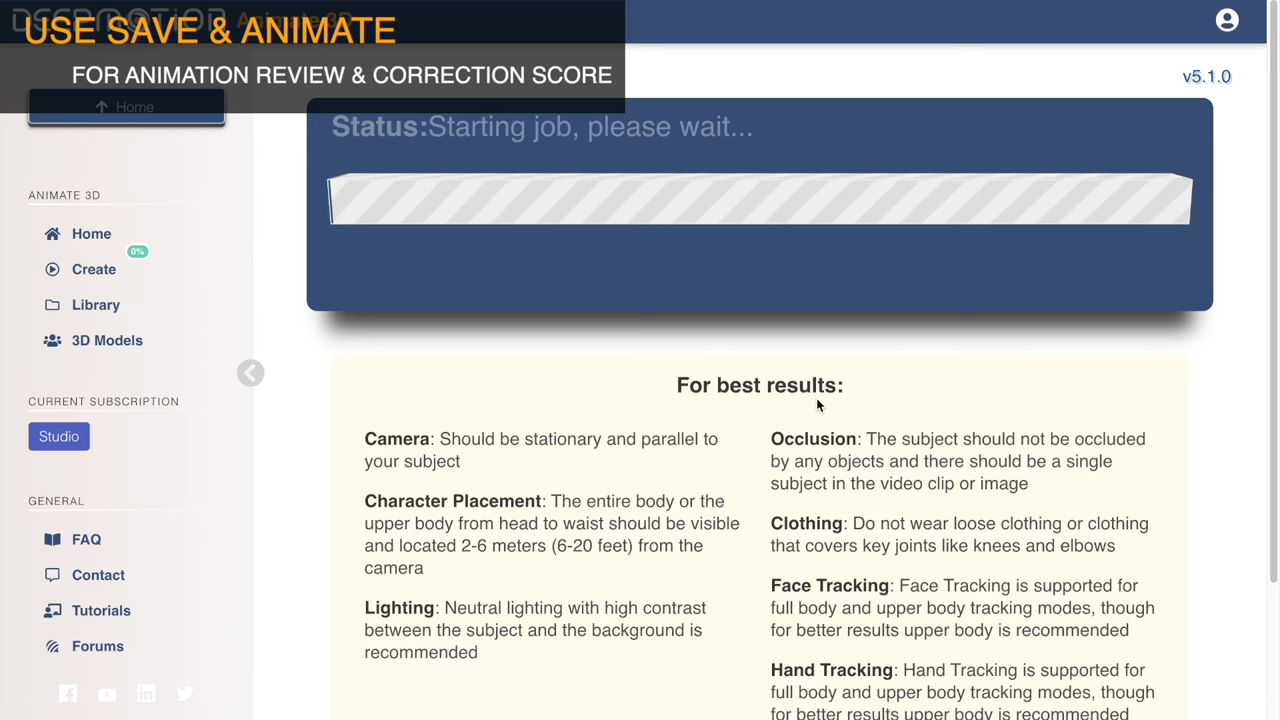 DEEPMOTION Animate 3D
USE SAVE & ANIMATE
FOR ANIMATION REVIEW & CORRECTION SCORE
v5.1.0
Home
Status:Starting job, please wait...
ANIMATE 3D
Home
0%
Create
Library
3D Models
CURRENT SUBSCRIPTION
Studio
GENERAL
FAQ
Contact
Tutorials
Forums
For best results:
Camera: Should be stationary and parallel to
your subject
Character Placement: The entire body or the
upper body from head to waist should be visible
and located 2-6 meters (6-20 feet) from the
camera
Lighting: Neutral lighting with high contrast
between the subject and the background is
recommended
Occlusion: The subject should not be occluded
by any objects and there should be a single
subject in the video clip or image
Clothing: Do not wear loose clothing or clothing
that covers key joints like knees and elbows
Face Tracking: Face Tracking is supported for
full body and upper body tracking modes, though
for better results upper body is recommended
Hand Tracking: Hand Tracking is supported for
full body and upper body tracking modes, though
for better results upper body is recommended